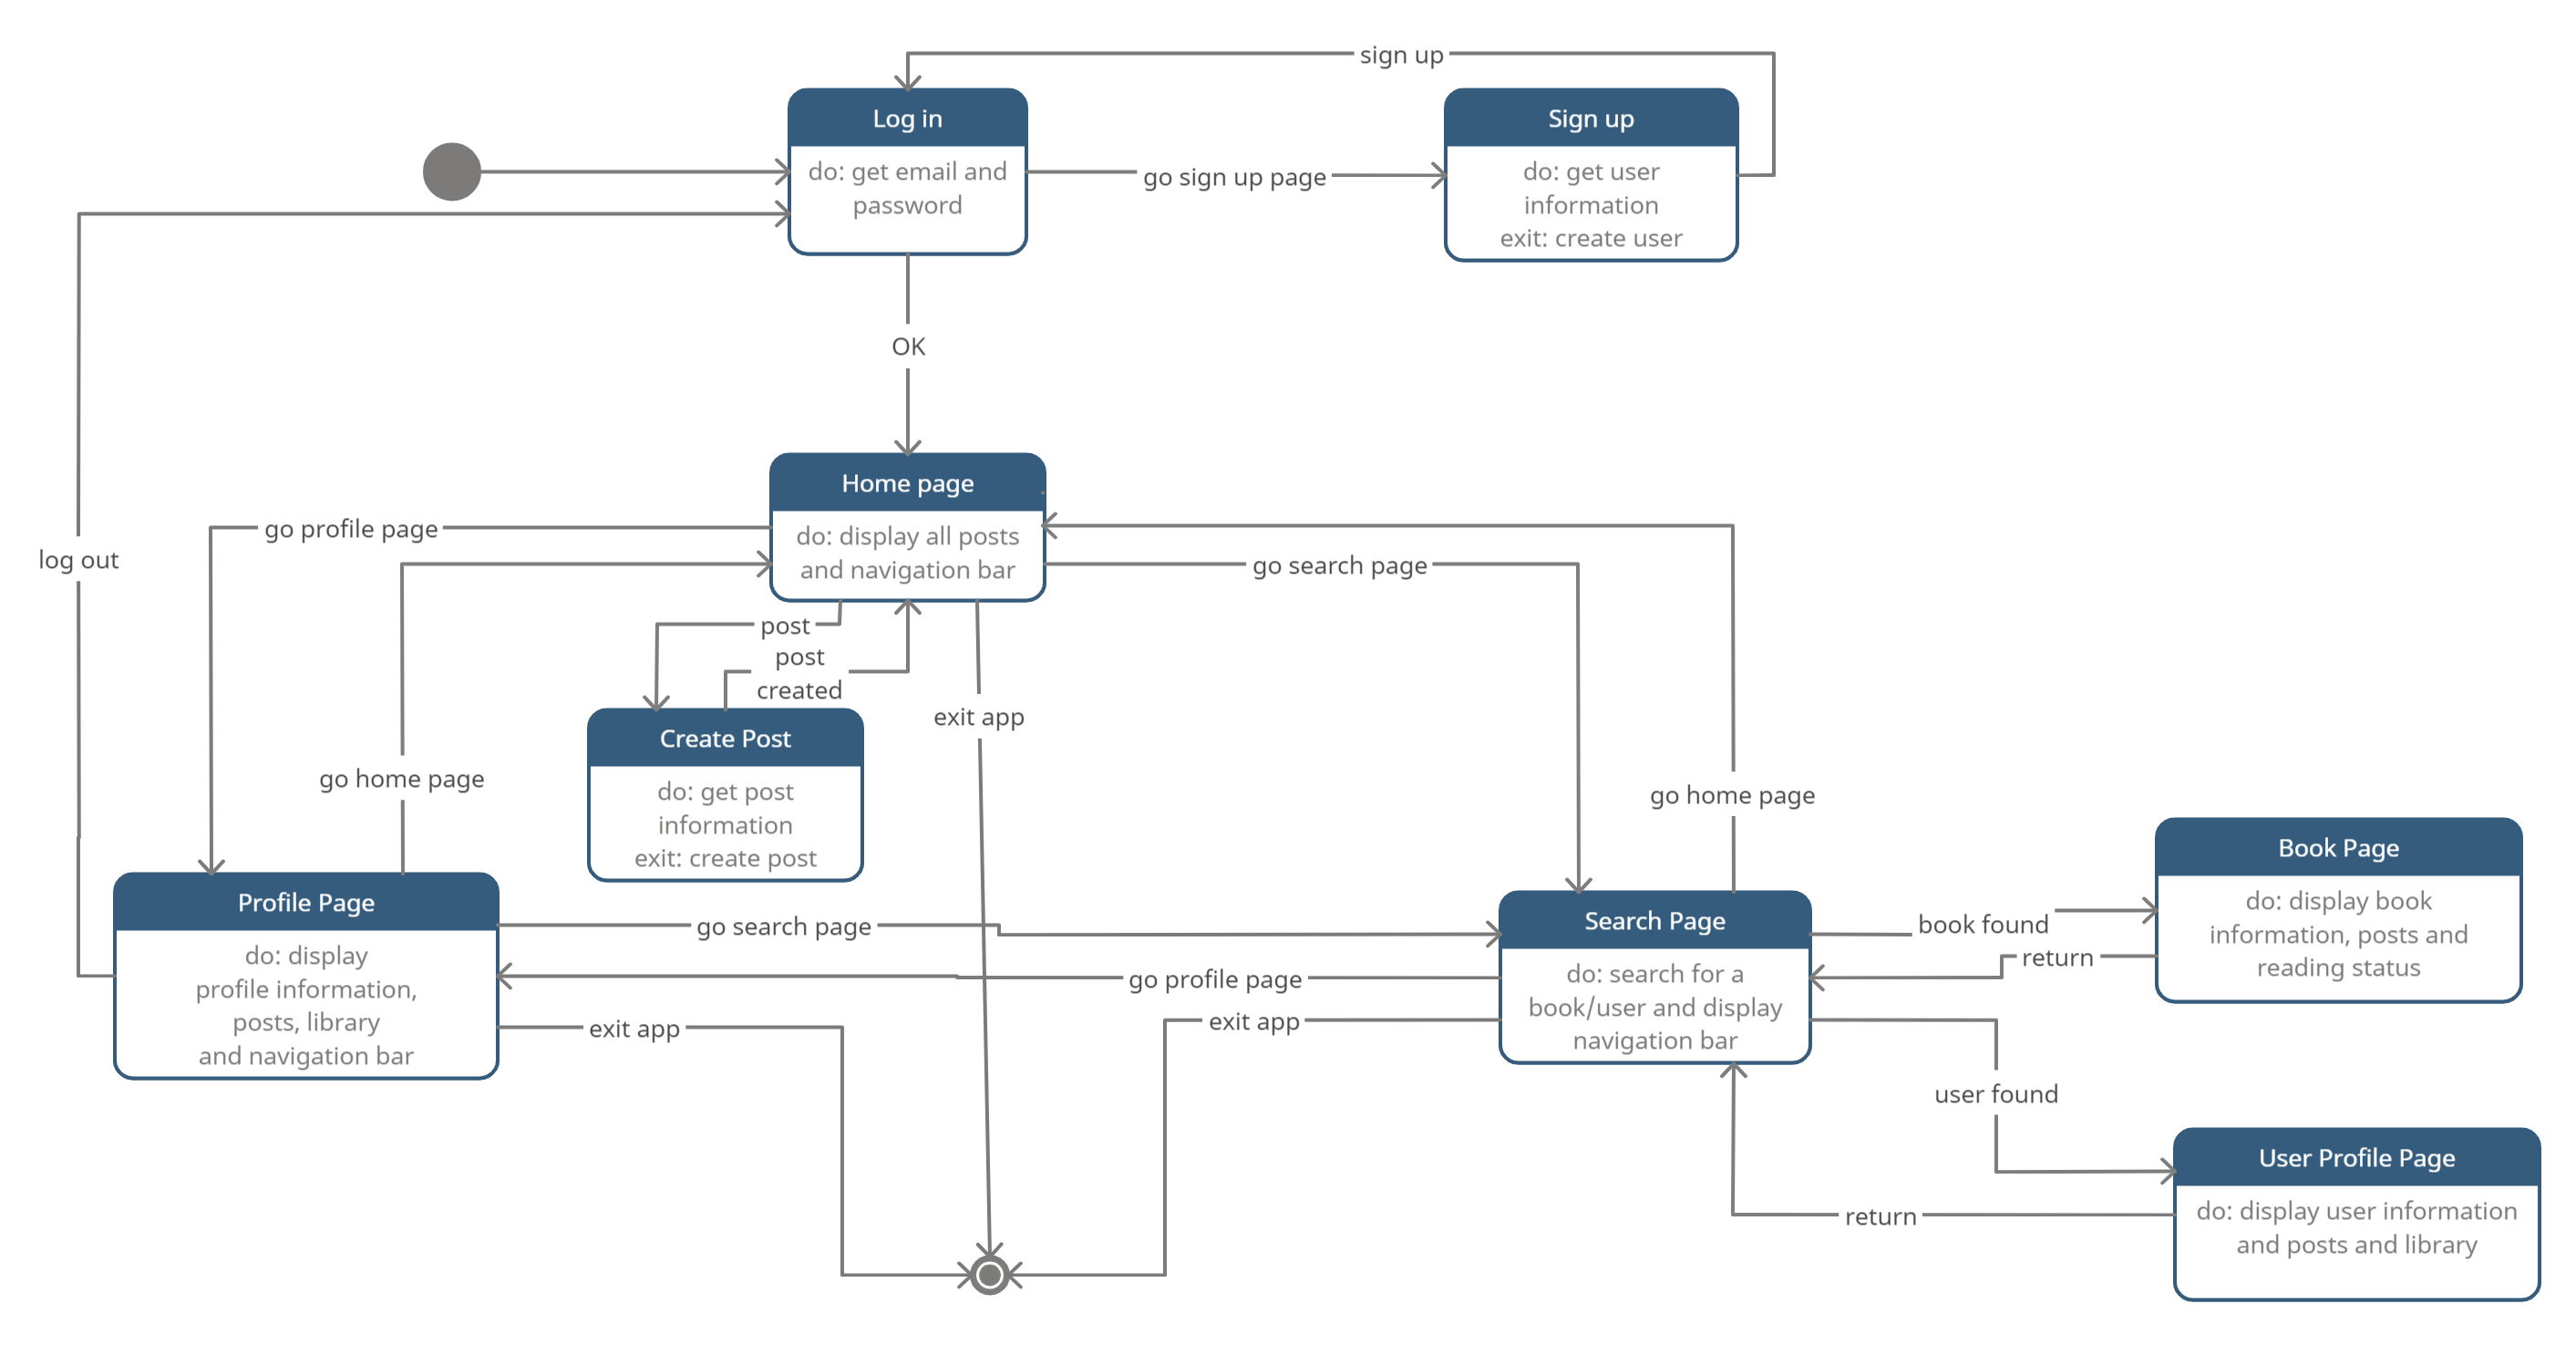 sign up
Log in
do: get email and
password
go sign up page
Sign up
do: get user
information
exit: create user
OK
log out
Home page
do: display all posts
and navigation bar
go profile page
go search page
post
post
created
exit app
go home page
Create Post
do: get post
information
exit: create post
go home page
Profile Page
do: display
profile information,
posts, library
and navigation bar
go search page
go profile page
exit app
exit app
Search Page
do: search for a
book/user and display
navigation bar
book found
return
Book Page
do: display book
information, posts and
reading status
user found
return
User Profile Page
do: display user information
and posts and library